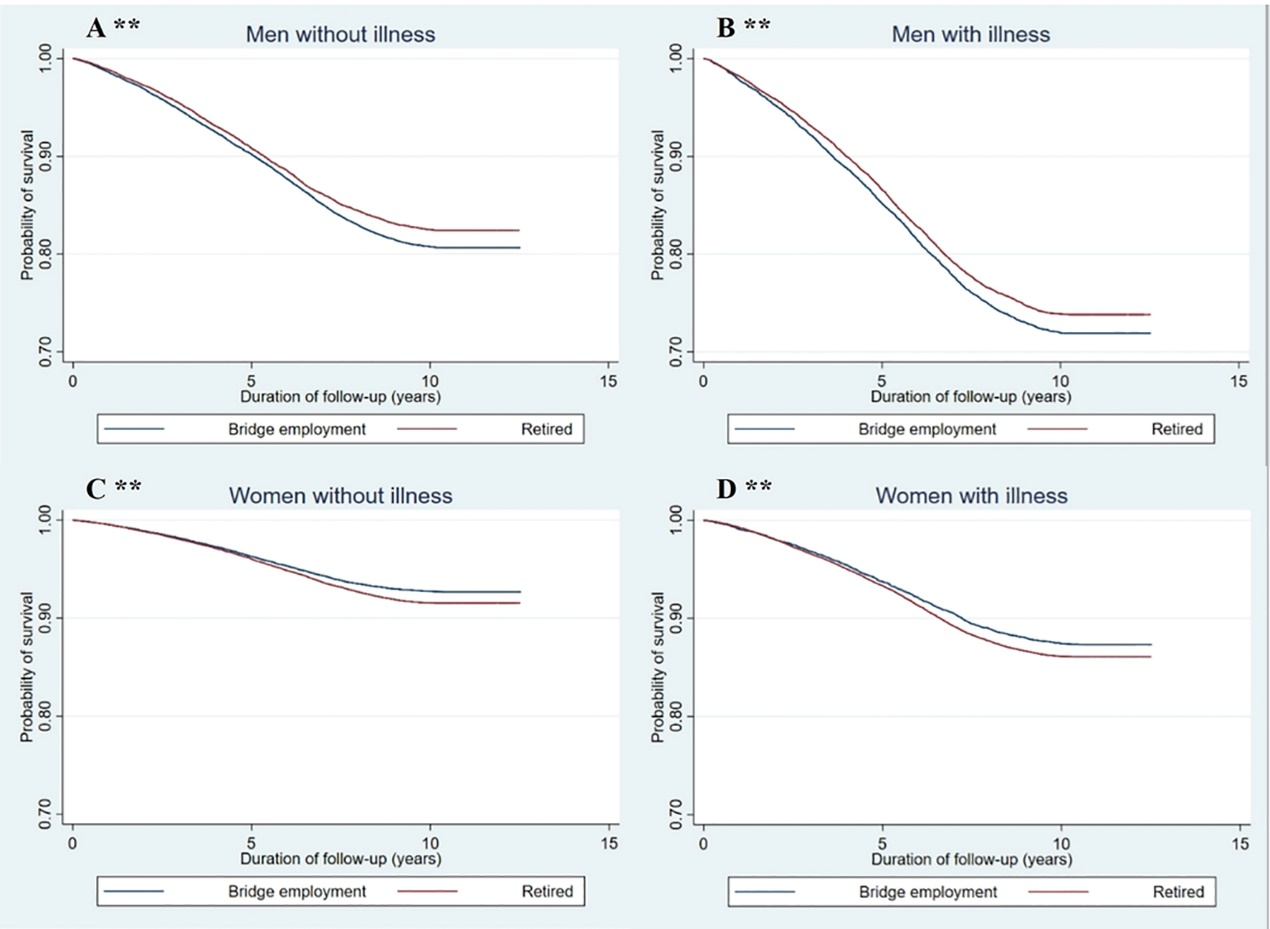 A **
Men without illness
Probability of survival
1.00
0.90
0.80
0.70
0 5 10 15
Duration of follow-up (years)
Bridge employment Retired
B **
Men with illness
Probability of survival
1.00
0.90
0.80
0.70
0 5 10 15
Duration of follow-up (years)
Bridge employment Retired
C **
Women without illness
Probability of survival
1.00
0.90
0.80
0.70
0 5 10 15
Duration of follow-up (years)
Bridge employment Retired
D **
Women with illness
Probability of survival
1.00
0.90
0.80
0.70
0 5 10 15
Duration of follow-up (years)
Bridge employment Retired